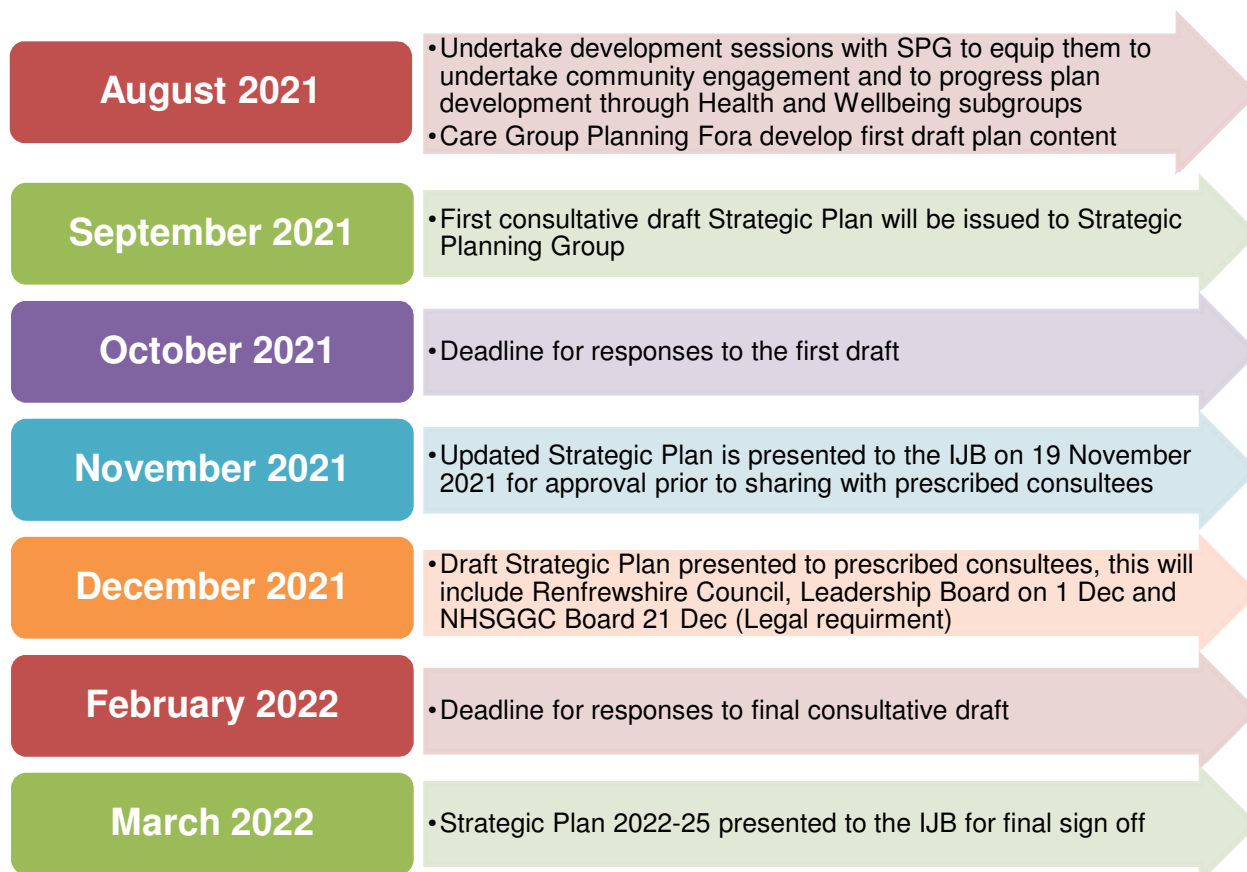 August 2021
•Undertake development sessions with SPG to equip them to
undertake community engagement and to progress plan
development through Health and Wellbeing subgroups
•Care Group Planning Fora develop first draft plan content
September 2021
•First consultative draft Strategic Plan will be issued to Strategic
Planning Group
October 2021
•Deadline for responses to the first draft
November 2021
•Updated Strategic Plan is presented to the IJB on 19 November
2021 for approval prior to sharing with prescribed consultees
December 2021
•Draft Strategic Plan presented to prescribed consultees, this will
include Renfrewshire Council, Leadership Board on 1 Dec and
NHSGGC Board 21 Dec (Legal requirment)
February 2022
•Deadline for responses to final consultative draft
March 2022
•Strategic Plan 2022-25 presented to the IJB for final sign off